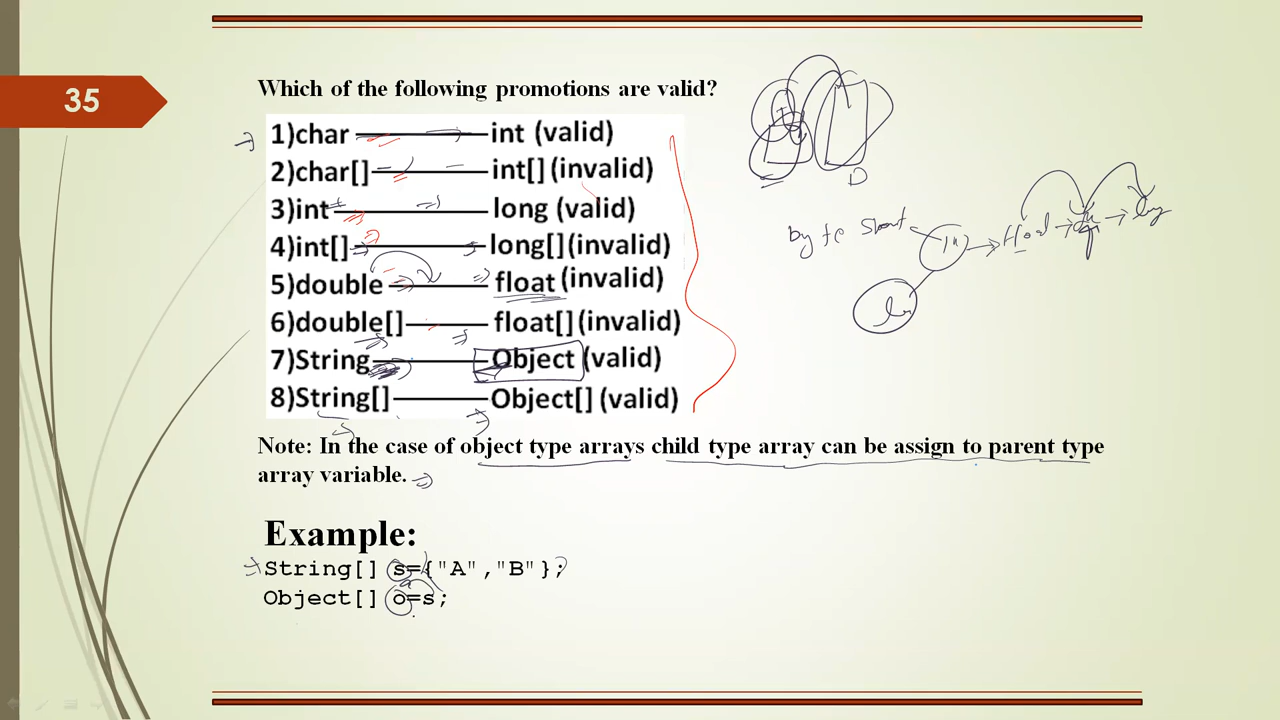 35
Which of the following promotions are valid?
1)char int (valid)
2)char[] int[] (invalid)
3)int long (valid)
4)int[] long[] (invalid)
5)double float (invalid)
6)double[] float[] (invalid)
7)String Object (valid)
8)String[] Object[] (valid)
Note: In the case of object type arrays child type array can be assign to parent type
array variable.
Example:
String[] s={"A","B"};
Object[] o=s;
byte short
D